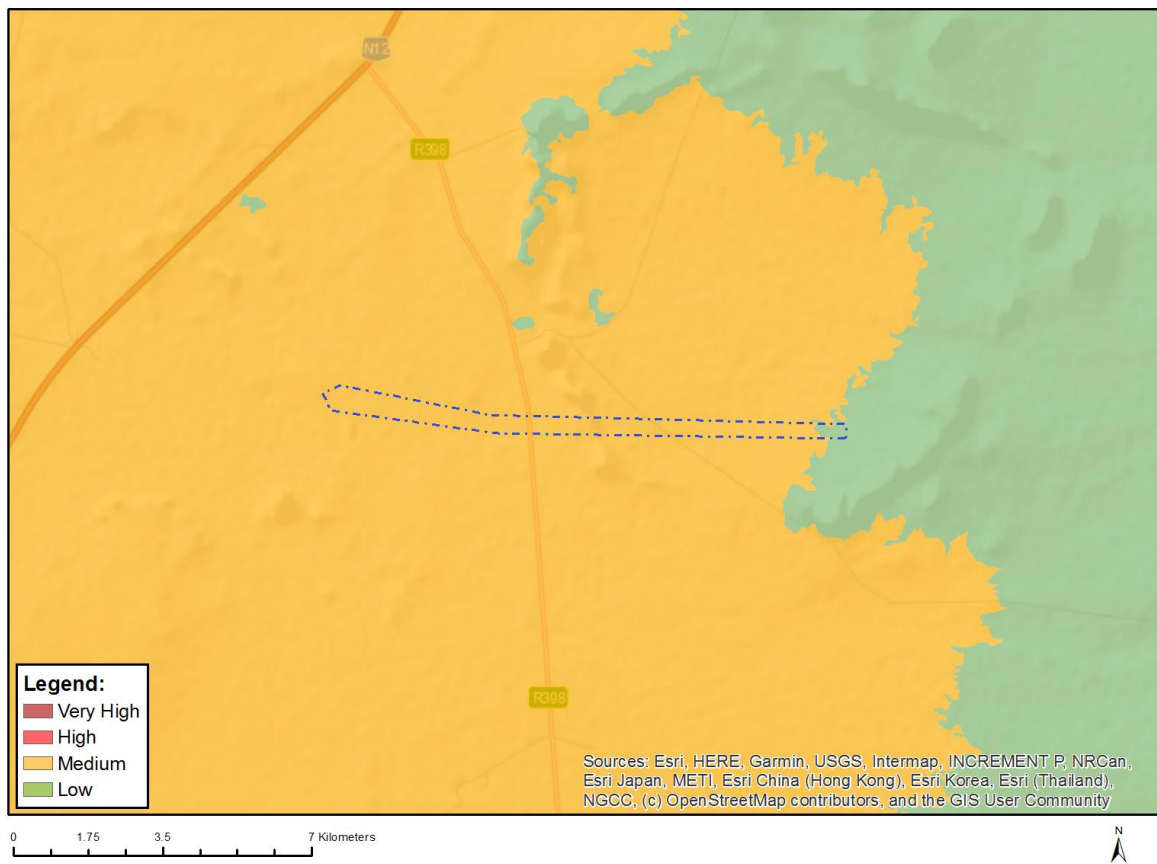 N12
R398
R398
Legend:
Very High
High
Medium
Low
Sources: Esri, HERE, Garmin, USGS, Intermap, INCREMENT P, NRCan,
Esri Japan, METI, Esri China (Hong Kong), Esri Korea, Esri (Thailand),
NGCC, (c) OpenStreetMap contributors, and the GIS User Community
0 1.75 3.5 7 Kilometers
N